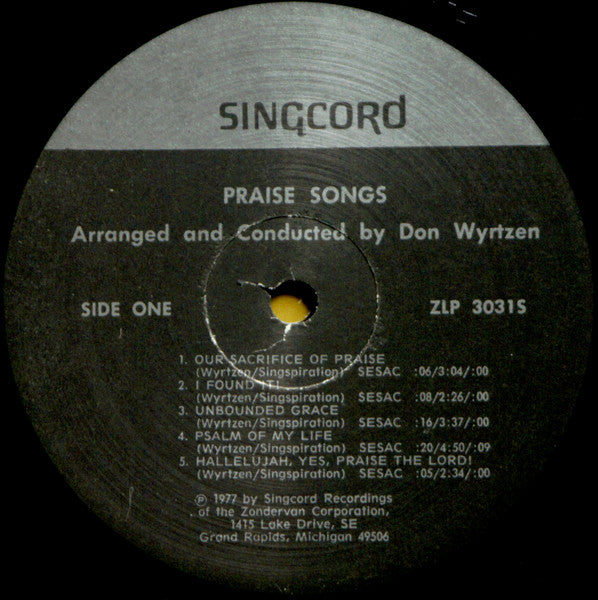 SINGCORD
PRAISE SONGS
Arranged and Conducted by Don Wyrtzen
SIDE ONE ZLP 3031S
1. OUR SACRIFICE OF PRAISE
(Wyrtzen/Singspiration) SESAC :06/3:04/:00
2. I FOUND IT!
(Wyrtzen/Singspiration) SESAC :08/2:26/:00
3. UNBOUNDED GRACE
(Wyrtzen/Singspiration) SESAC :16/3:37/:00
4. PSALM OF MY LIFE
(Wyrtzen/Singspiration) SESAC :20/4:50/:09
5. HALLELUJAH, YES, PRAISE THE LORD!
(Wyrtzen/Singspiration) SESAC :05/2:34/:00
℗ 1977 by Singcord Recordings
of the Zondervan Corporation,
1415 Lake Drive, SE
Grand Rapids, Michigan 49506